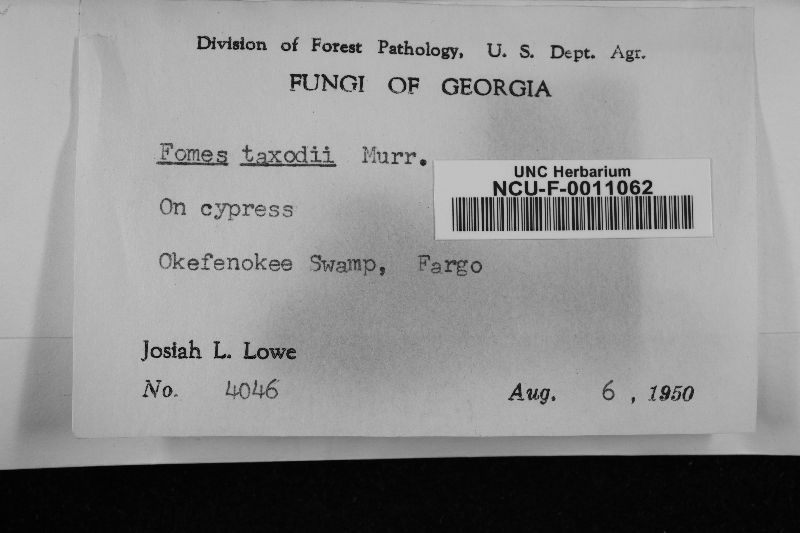 Division of Forest Pathology, U. S. Dept. Agr.
FUNGI OF GEORGIA
Fomes taxodii Murr.
UNC Herbarium
NCU-F-0011062
On cypress
Okefenokee Swamp, Fargo
Josiah L. Lowe
No. 4046 Aug. 6, 1950